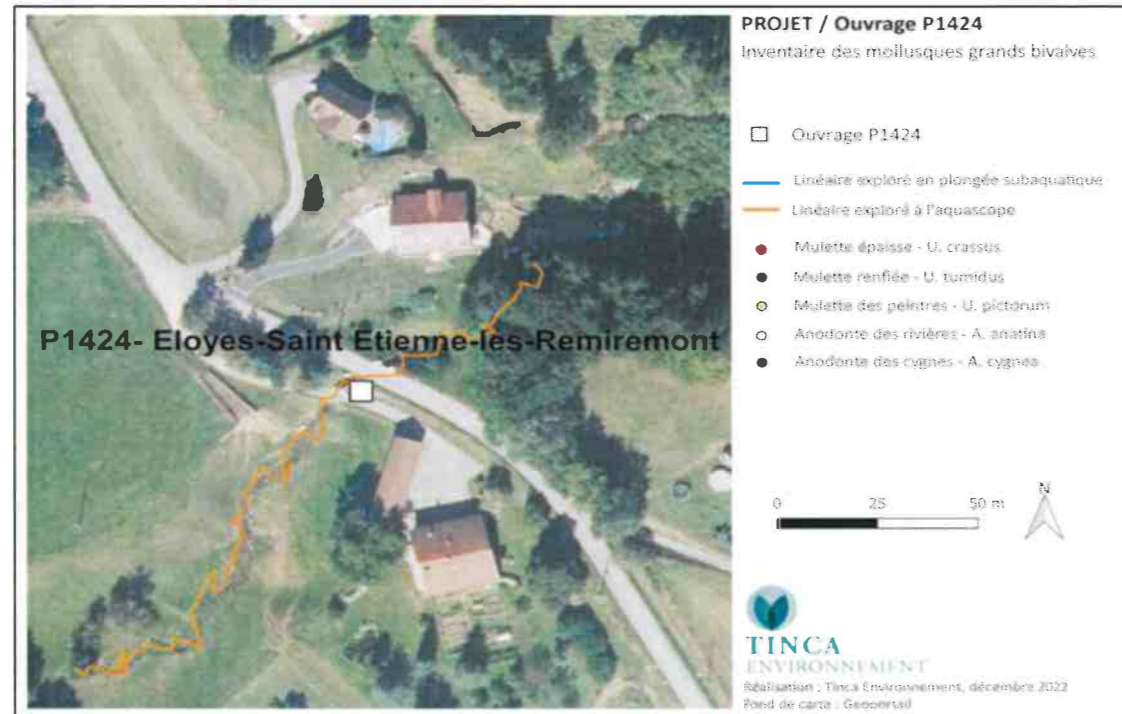 PROJET / Ouvrage P1424
Inventaire des mollusques grands bivalves
Ouvrage P1424
Linéaire exploré en plongée subaquatique
Linéaire exploré à l'aquascope
Mulette épaisse - U. crassus
Mulette renflée - U. tumidus
Mulette des peintres - U. pictorum
Anodonte des rivières - A. anatina
Anodonte des cygnes - A. cygnea
P1424- Eloyes-Saint Etienne-les-Remiremont
0 25 50 m
N
TINCA
ENVIRONNEMENT
Réalisation : Tinca Environnement, décembre 2022
Fond de carte : Geoportail